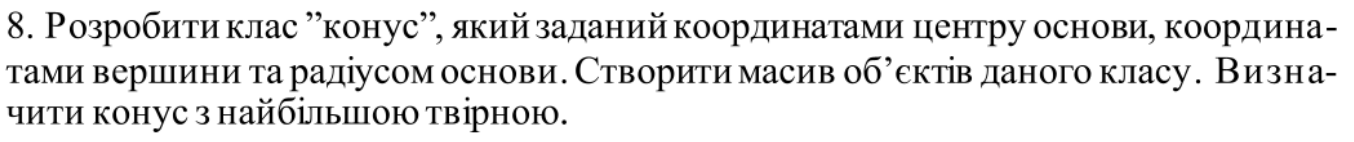 8. Розробити клас ”конус”, який заданий координатами центру основи, координа-
тами вершини та радіусом основи. Створити масив об’єктів даного класу. Визна-
чити конус з найбільшою твірною.